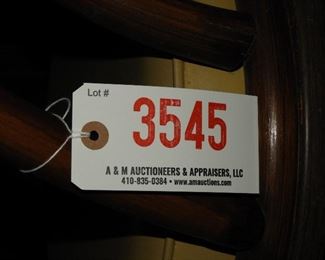 Lot #
3545
A & M AUCTIONEERS & APPRAISERS, LLC
410-835-0384 • www.amauctions.com